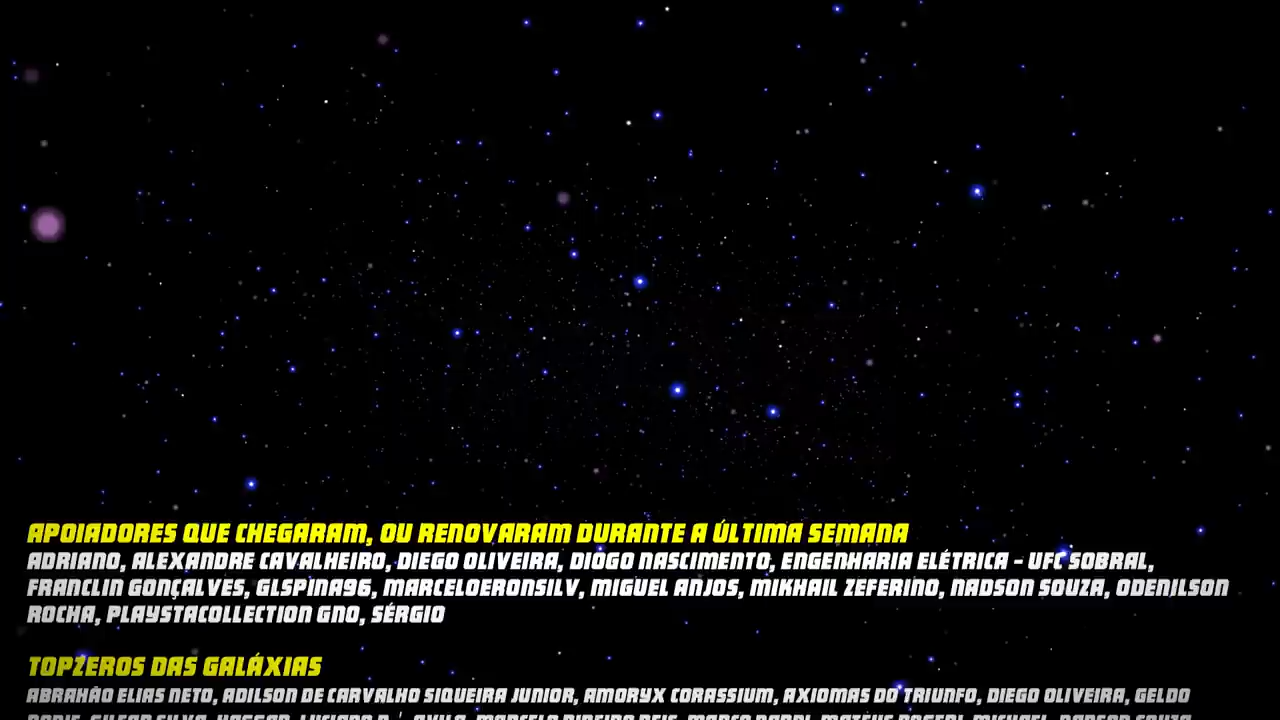 APOIADORES QUE CHEGARAM, OU RENOVARAM DURANTE A ÚLTIMA SEMANA
ADRIANO, ALEXANDRE CAVALHEIRO, DIEGO OLIVEIRA, DIOGO NASCIMENTO, ENGENHARIA ELÉTRICA - UFC SOBRAL,
FRANCLIN GONÇALVES, GLSPINA96, MARCELOERONSILV, MIGUEL ANJOS, MIKHAIL ZEFERINO, NADSON SOUZA, ODENILSON
ROCHA, PLAYSTACOLLECTION GNO, SÉRGIO
TOPZEROS DAS GALÁXIAS
ABRAHÃO ELIAS NETO, ADILSON DE CARVALHO SIQUEIRA JUNIOR, AMORYX CORASSIUM, AXIOMAS DO TRIUNFO, DIEGO OLIVEIRA, GELDO